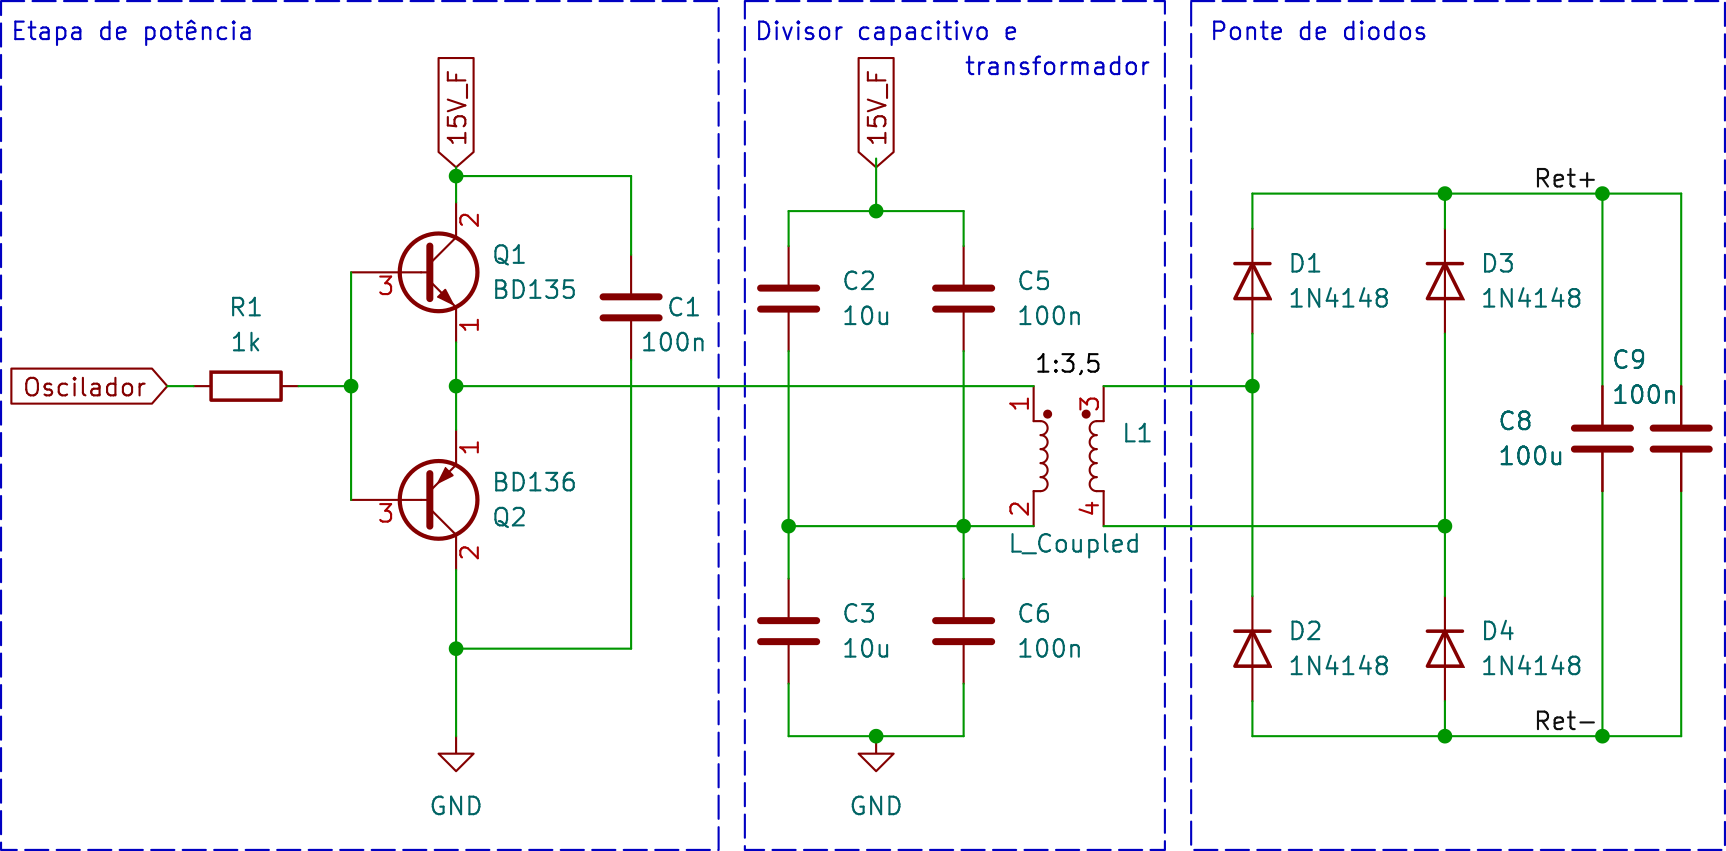 Etapa de potência
15V_F
2
Q1
BD135
3
1
R1
1k
C1
100n
Oscilador
1
BD136
Q2
3
2
GND
Divisor capacitivo e
transformador
15V_F
C2
10u
C5
100n
1:3,5
1
3
L1
2
4
L_Coupled
C3
10u
C6
100n
GND
Ponte de diodos
Ret+
D1
1N4148
D3
1N4148
C9
100n
C8
100u
D2
1N4148
D4
1N4148
Ret-